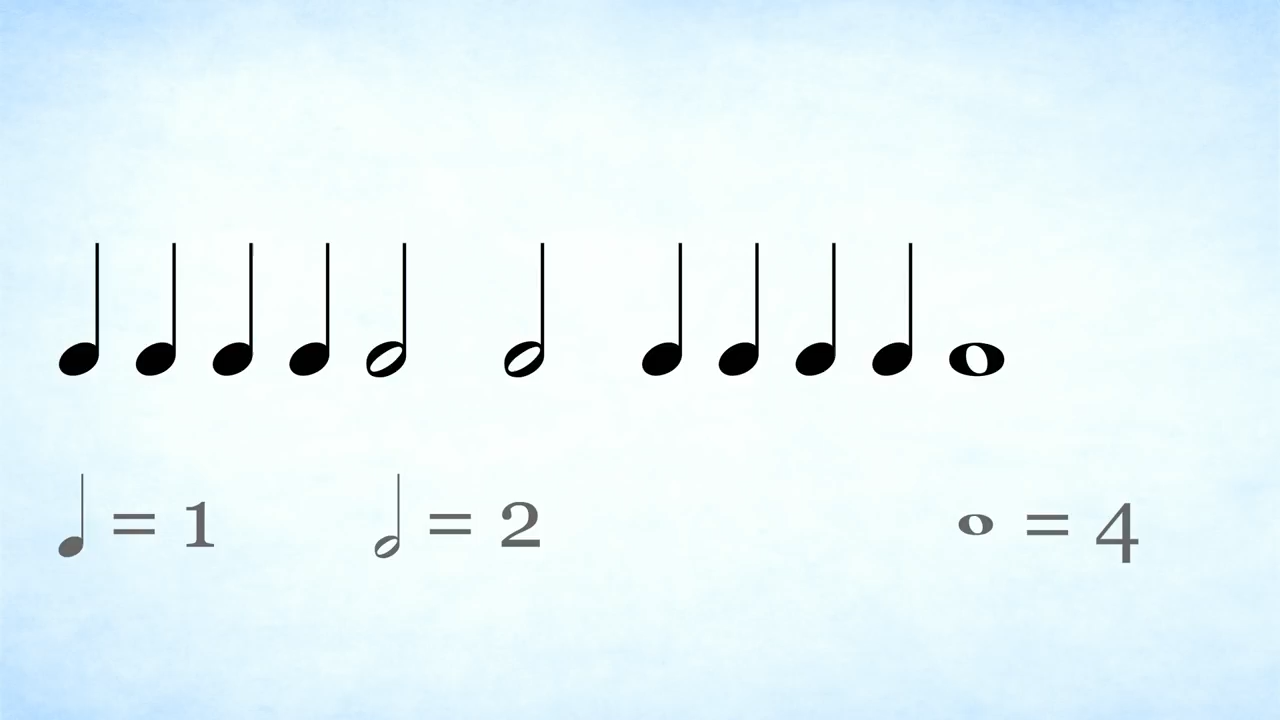 ♩ ♩ ♩ ♩ 𝅗𝅥 𝅗𝅥 ♩ ♩ ♩ ♩ 𝅝
♩ = 1 𝅗𝅥 = 2 𝅝 = 4